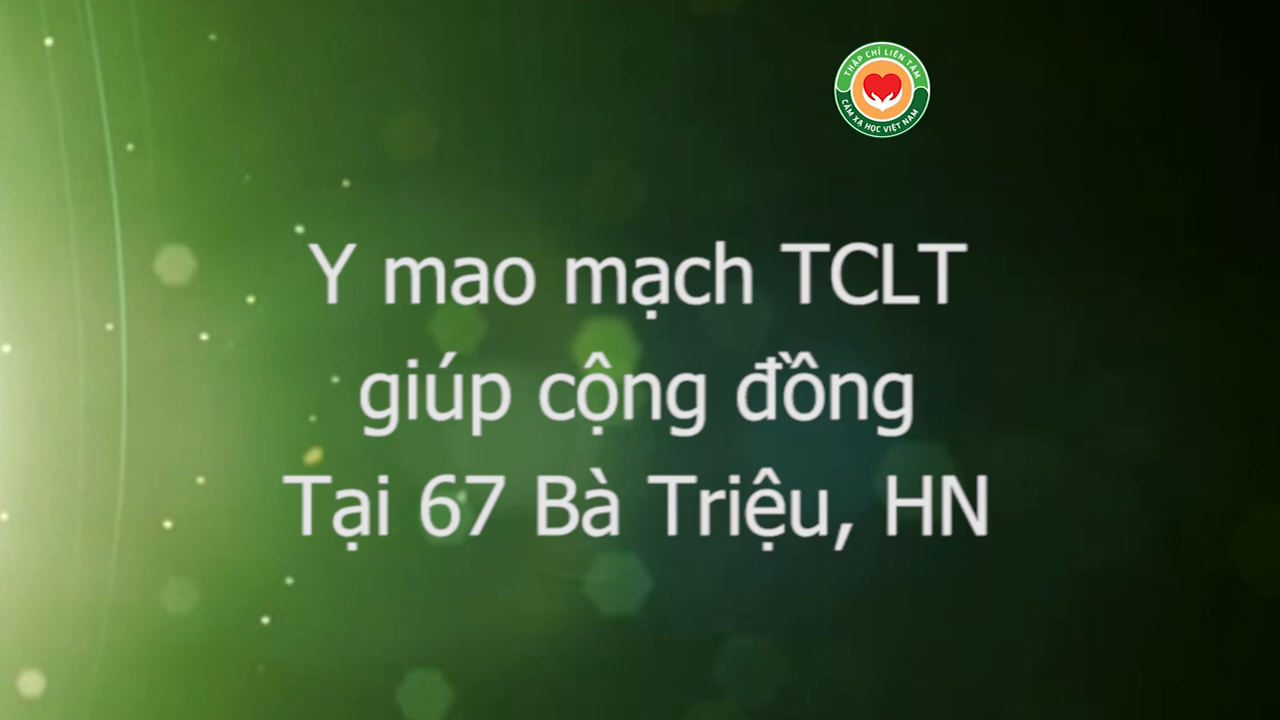 THẬP CHỈ LIÊN TÂM
CẢM XẠ HỌC VIỆT NAM
Y mao mạch TCLT
giúp cộng đồng
Tại 67 Bà Triệu, HN